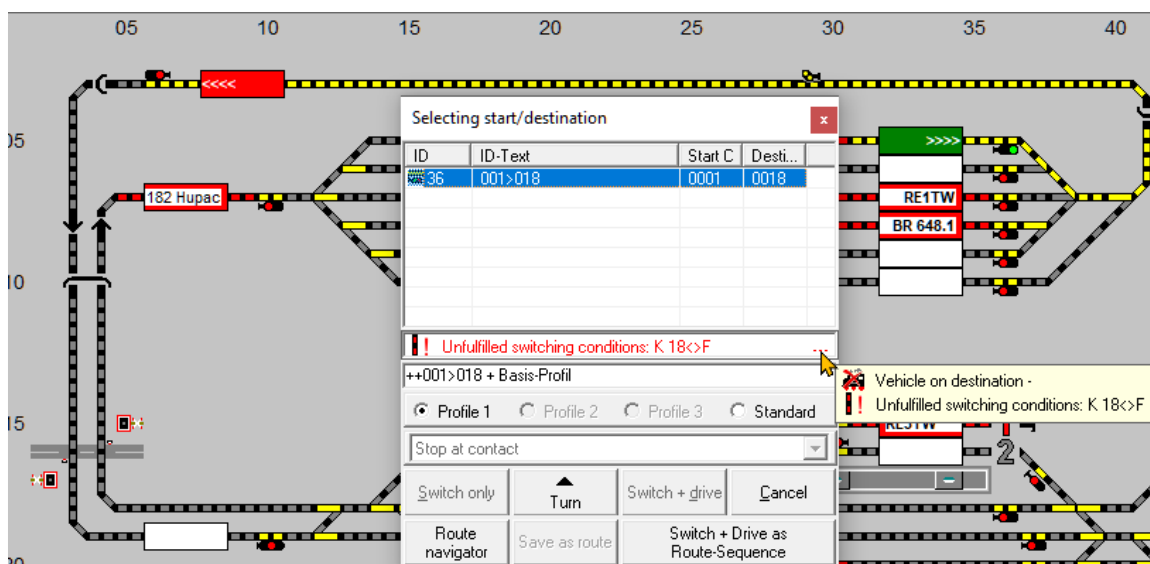 05 10 15 20 25 30 35 40
<<<<
Selecting start/destination x
05
>>>>
ID ID-Text Start C Desti...
36 001>018 0001 0018
182 Hupac
RE1TW
BR 648.1
10
! Unfulfilled switching conditions: K 18<>F ...
++001>018 + Basis-Profil
Vehicle on destination -
! Unfulfilled switching conditions: K 18<>F
Profile 1 Profile 2 Profile 3 Standard
15
Stop at contact
2
Switch only Turn Switch + drive Cancel
Route navigator
Save as route
Switch + Drive as Route-Sequence